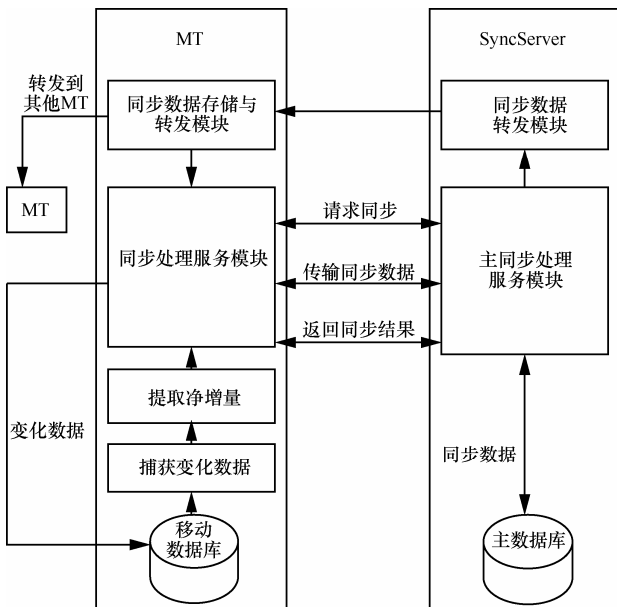 MT
SyncServer
转发到
其他MT
同步数据存储与
转发模块
同步数据
转发模块
MT
同步处理服务模块
请求同步
传输同步数据
返回同步结果
主同步处理
服务模块
提取净增量
变化数据
捕获变化数据
同步数据
移动
数据库
主数据库